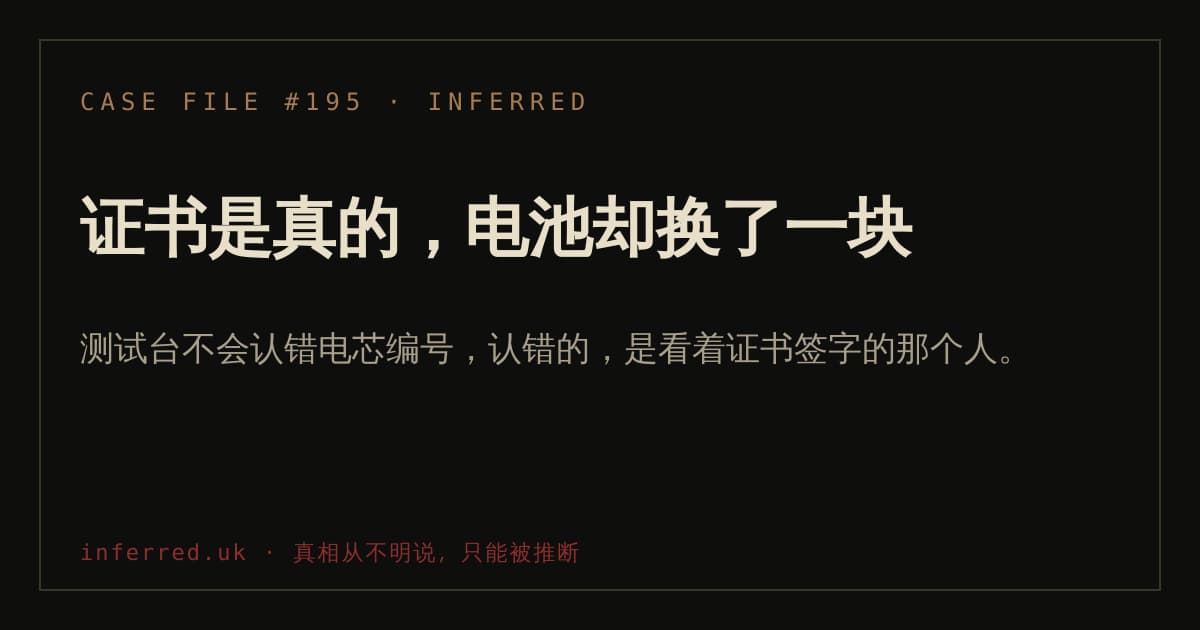 CASE FILE #195 · INFERRED
证书是真的，电池却换了一块
测试台不会认错电芯编号，认错的，是看着证书签字的那个人。
inferred.uk · 真相从不明说，只能被推断